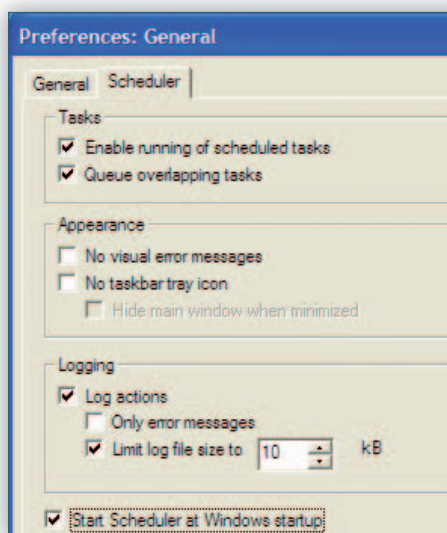 Preferences: General
General Scheduler
Tasks
Enable running of scheduled tasks
Queue overlapping tasks
Appearance
No visual error messages
No taskbar tray icon
Hide main window when minimized
Logging
Log actions
Only error messages
Limit log file size to 10 kB
Start Scheduler at Windows startup